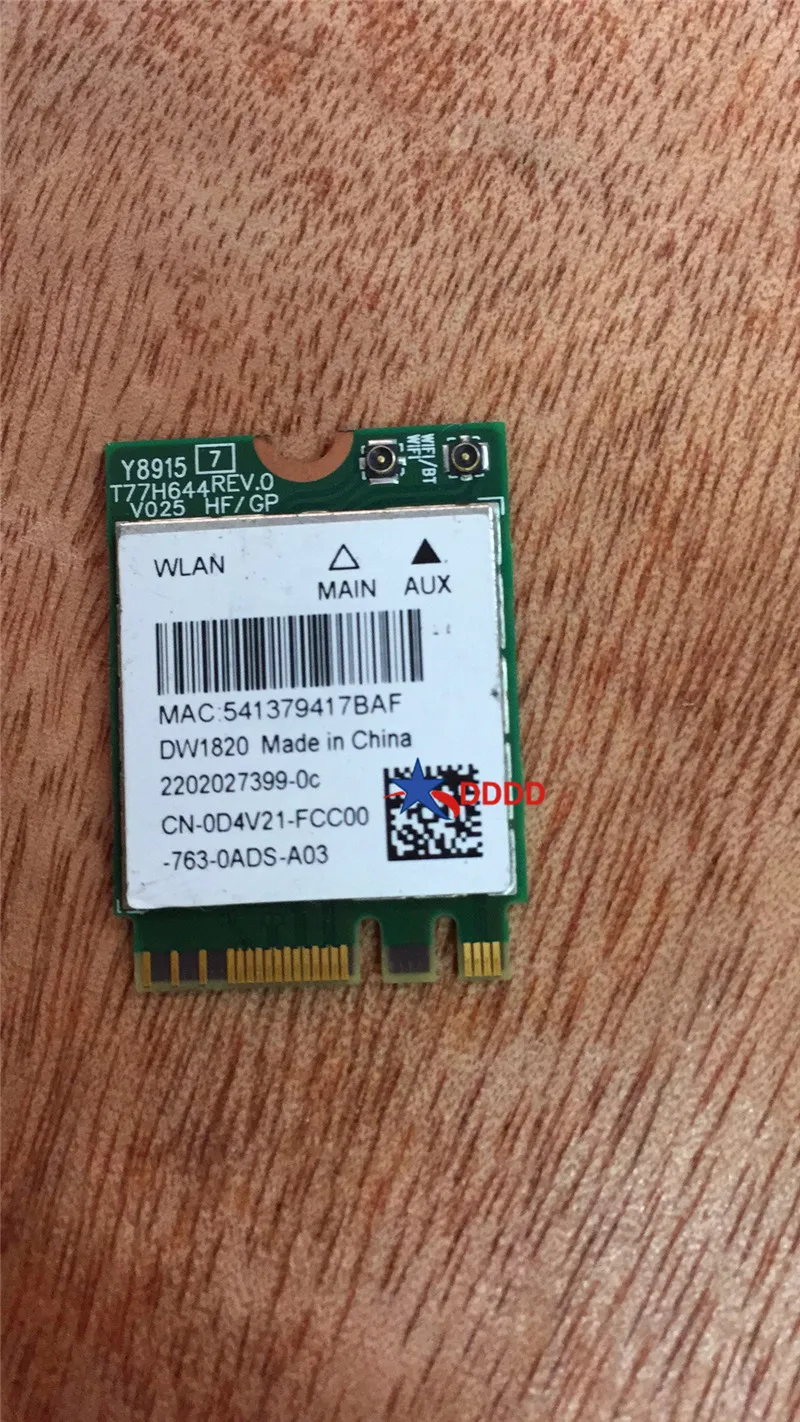 Y8915 7
T77H644REV.0
V025 HF/GP
WIFI
WIFI/BT
WLAN
MAIN AUX
MAC:541379417BAF
DW1820 Made in China
2202027399-0c
CN-0D4V21-FCC00
-763-0ADS-A03
DDDD